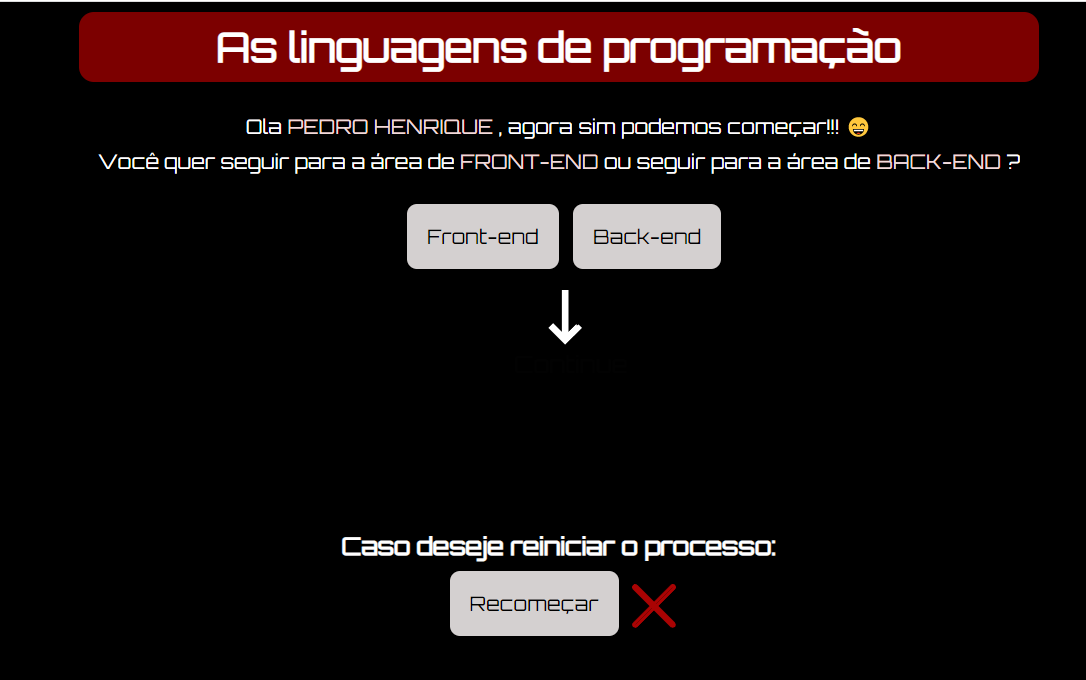 As linguagens de programação
Ola PEDRO HENRIQUE , agora sim podemos começar!!! 😄
Você quer seguir para a área de FRONT-END ou seguir para a área de BACK-END ?
Front-end
Back-end
Caso deseje reiniciar o processo:
Recomeçar